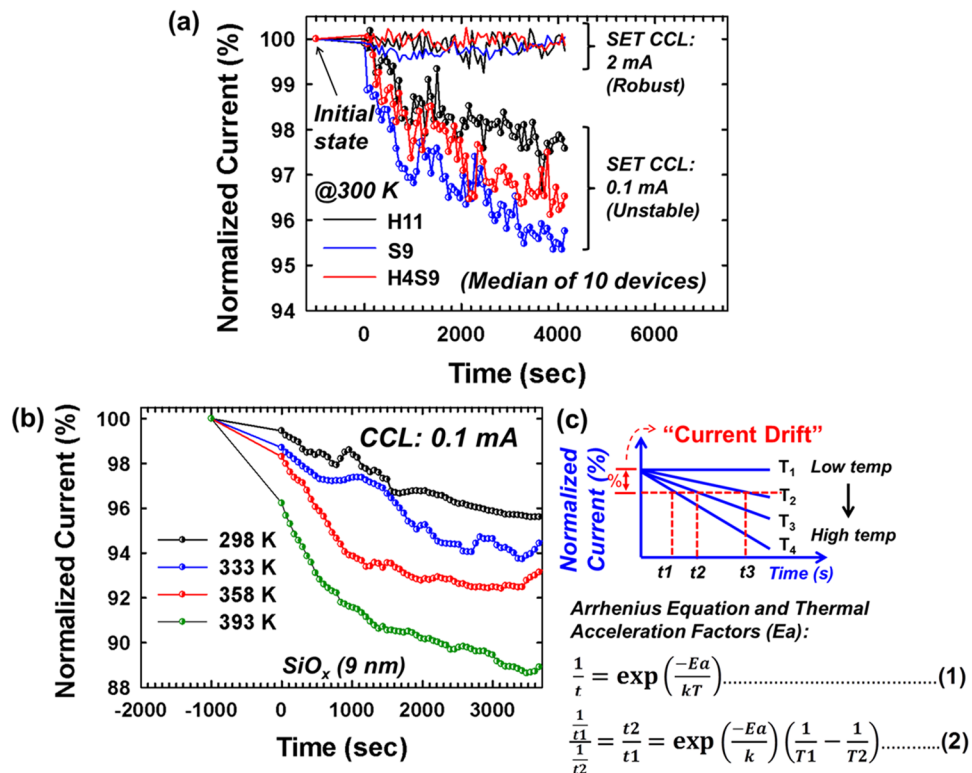 (a)
100
99
98
97
96
95
94
Normalized Current (%)
Initial
state
@300 K
H11
S9
H4S9
SET CCL:
2 mA
(Robust)
SET CCL:
0.1 mA
(Unstable)
(Median of 10 devices)
0 2000 4000 6000
Time (sec)
(b)
100
98
96
94
92
90
88
Normalized Current (%)
CCL: 0.1 mA
298 K
333 K
358 K
393 K
SiOₓ (9 nm)
-2000 -1000 0 1000 2000 3000
Time (sec)
(c)
"Current Drift"
Normalized
Current (%)
%
T₁ Low temp
T₂
T₃
T₄ High temp
t1 t2 t3 Time (s)
Arrhenius Equation and Thermal
Acceleration Factors (Ea):
1/t = exp(-Ea/kT)..........................................(1)
(1/t1)/(1/t2) = t2/t1 = exp(-Ea/k)(1/T1 - 1/T2)...........(2)